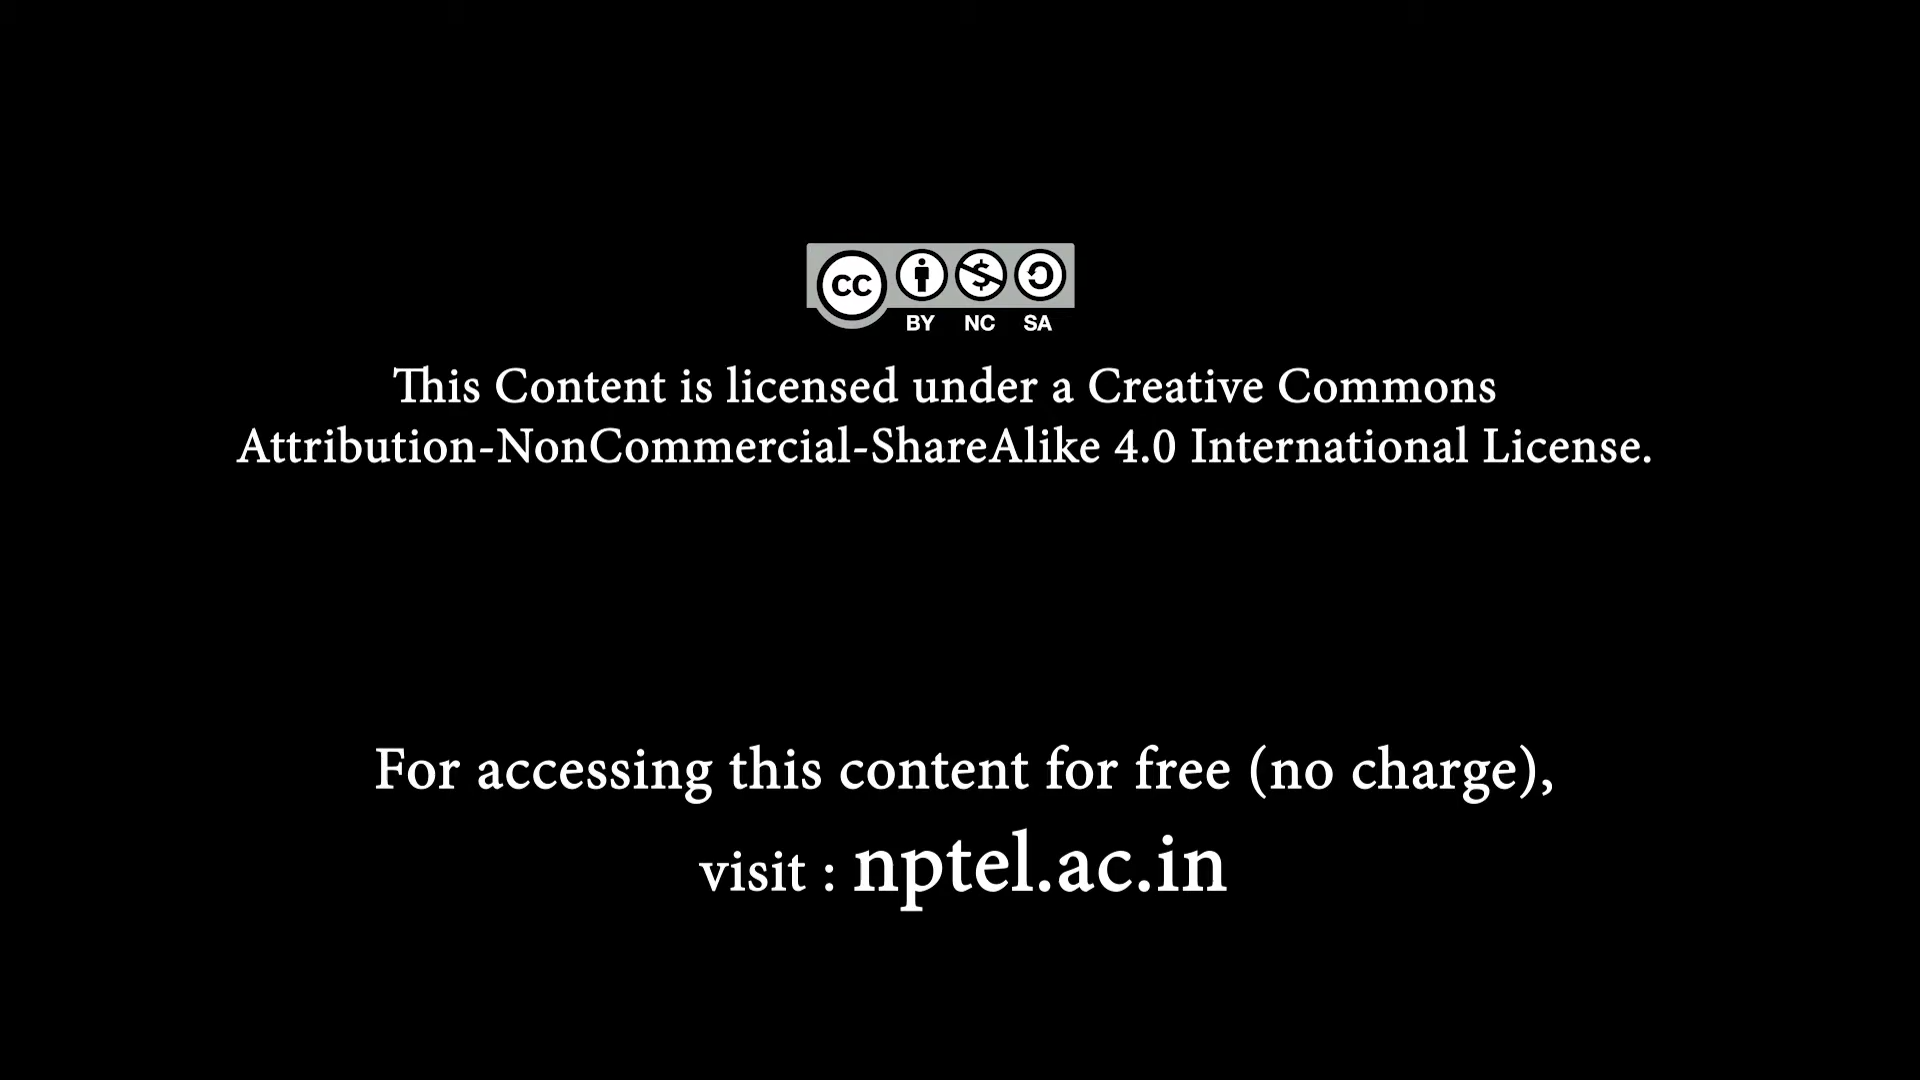 cc
BY NC SA
This Content is licensed under a Creative Commons
Attribution-NonCommercial-ShareAlike 4.0 International License.
For accessing this content for free (no charge),
visit : nptel.ac.in